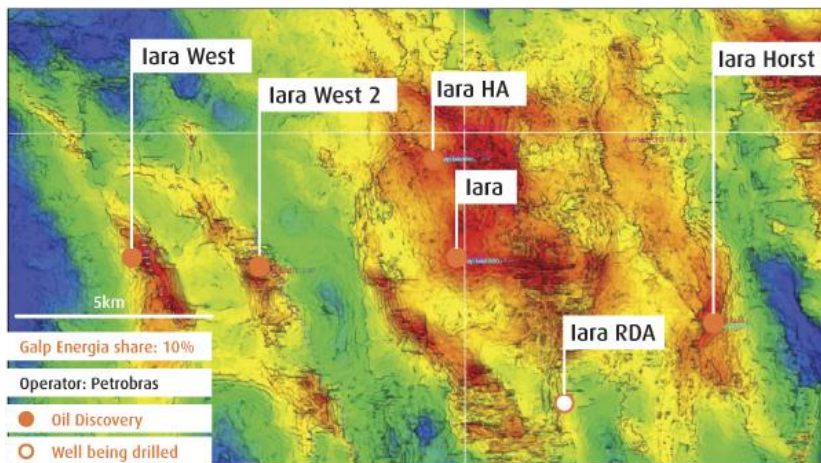 Iara West
Iara West 2
Iara HA
Iara Horst
Iara
Iara RDA
5km
Galp Energia share: 10%
Operator: Petrobras
Oil Discovery
Well being drilled